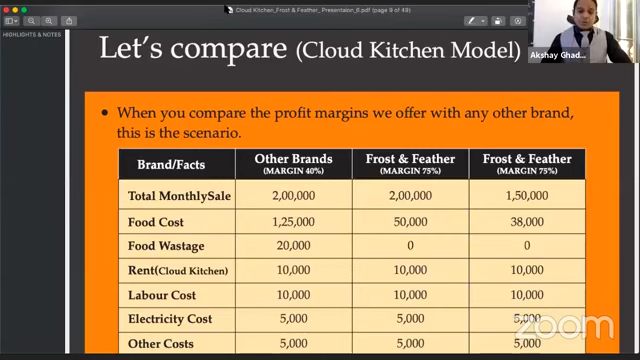 Cloud Kitchen_Frost & Feather_Presentaion_6.pdf (page 9 of 49)
HIGHLIGHTS & NOTES
Akshay Ghad...
Let's compare (Cloud Kitchen Model)
• When you compare the profit margins we offer with any other brand,
this is the scenario.
Brand/Facts Other Brands (MARGIN 40%) Frost & Feather (MARGIN 75%) Frost & Feather (MARGIN 75%)
Total MonthlySale 2,00,000 2,00,000 1,50,000
Food Cost 1,25,000 50,000 38,000
Food Wastage 20,000 0 0
Rent(Cloud Kitchen) 10,000 10,000 10,000
Labour Cost 10,000 10,000 10,000
Electricity Cost 5,000 5,000 5,000
Other Costs 5,000 5,000 5,000
zoom